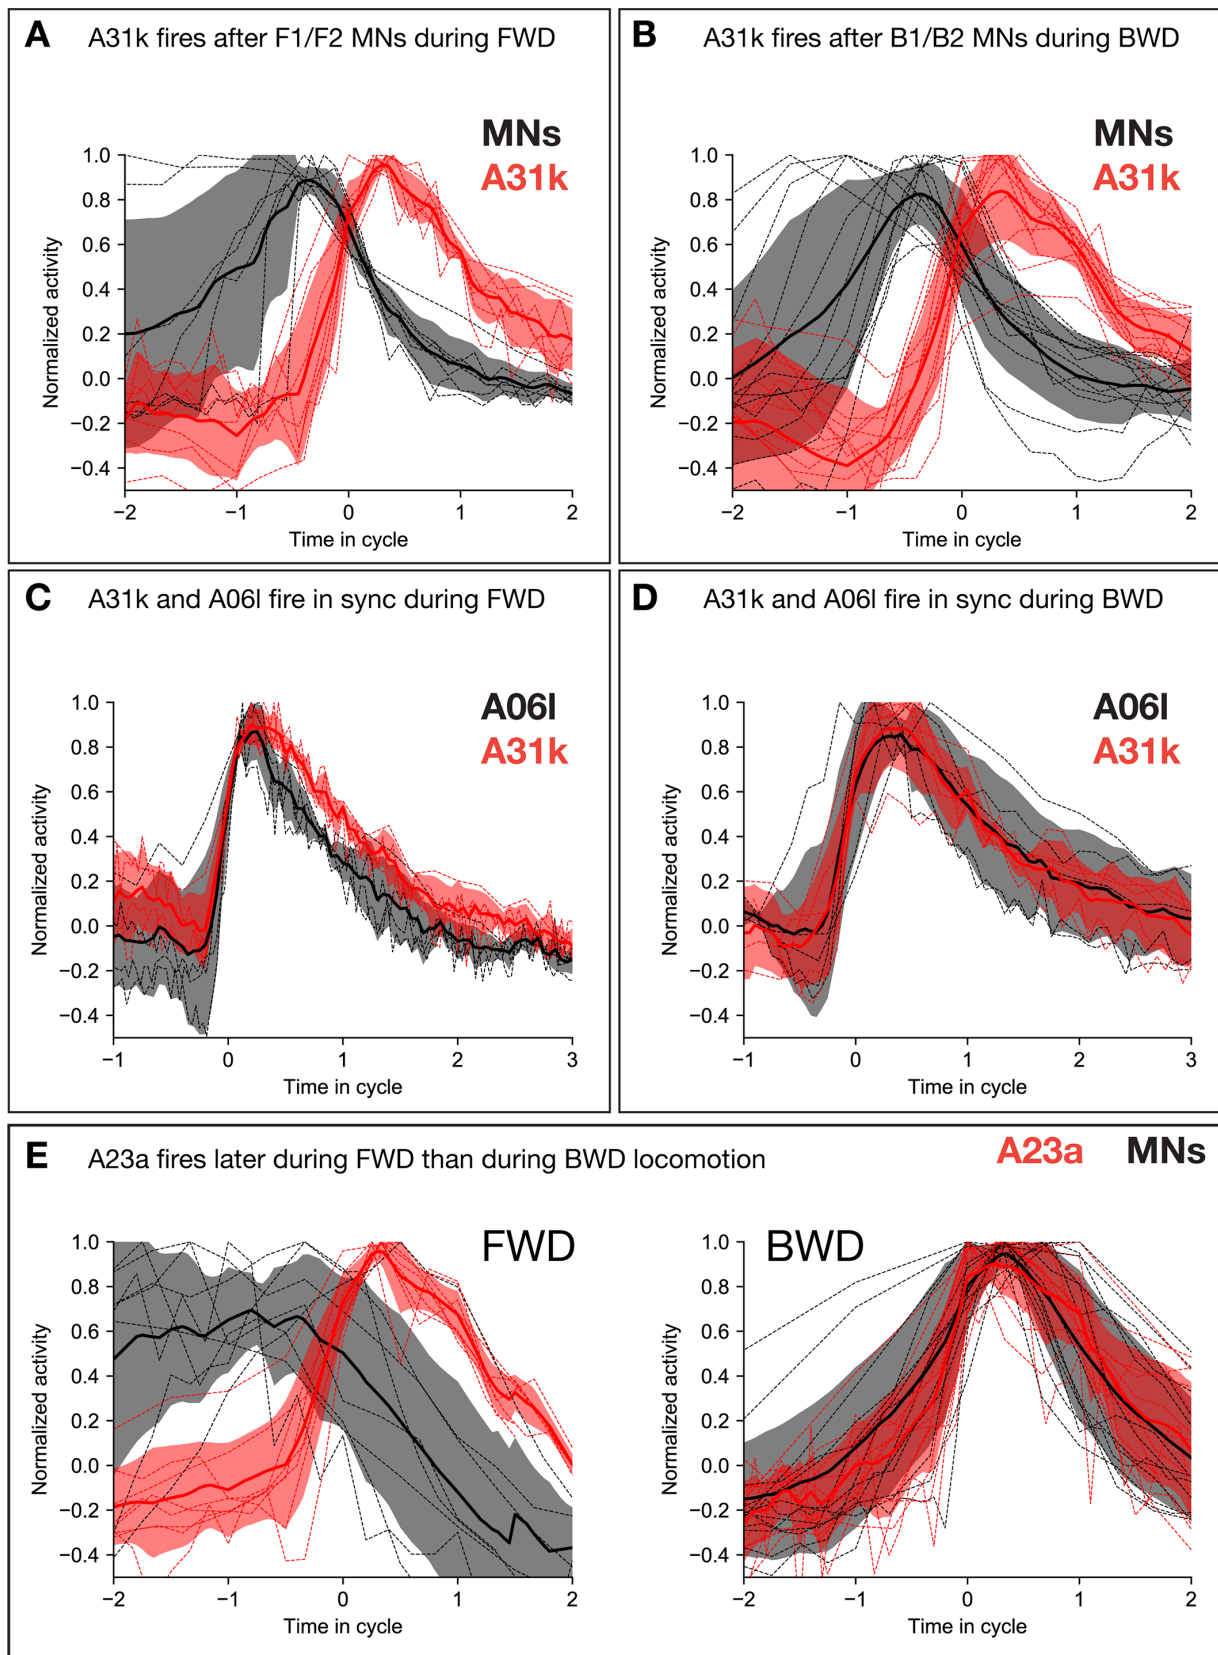 A A31k fires after F1/F2 MNs during FWD
MNs
A31k
1.0
0.8
0.6
0.4
0.2
0.0
−0.2
−0.4
Normalized activity
−2 −1 0 1 2
Time in cycle
B A31k fires after B1/B2 MNs during BWD
MNs
A31k
1.0
0.8
0.6
0.4
0.2
0.0
−0.2
−0.4
Normalized activity
−2 −1 0 1 2
Time in cycle
C A31k and A06l fire in sync during FWD
A06l
A31k
1.0
0.8
0.6
0.4
0.2
0.0
−0.2
−0.4
Normalized activity
−1 0 1 2 3
Time in cycle
D A31k and A06l fire in sync during BWD
A06l
A31k
1.0
0.8
0.6
0.4
0.2
0.0
−0.2
−0.4
Normalized activity
−1 0 1 2 3
Time in cycle
E A23a fires later during FWD than during BWD locomotion
A23a MNs
FWD
1.0
0.8
0.6
0.4
0.2
0.0
−0.2
−0.4
Normalized activity
−2 −1 0 1 2
Time in cycle
BWD
1.0
0.8
0.6
0.4
0.2
0.0
−0.2
−0.4
Normalized activity
−2 −1 0 1 2
Time in cycle